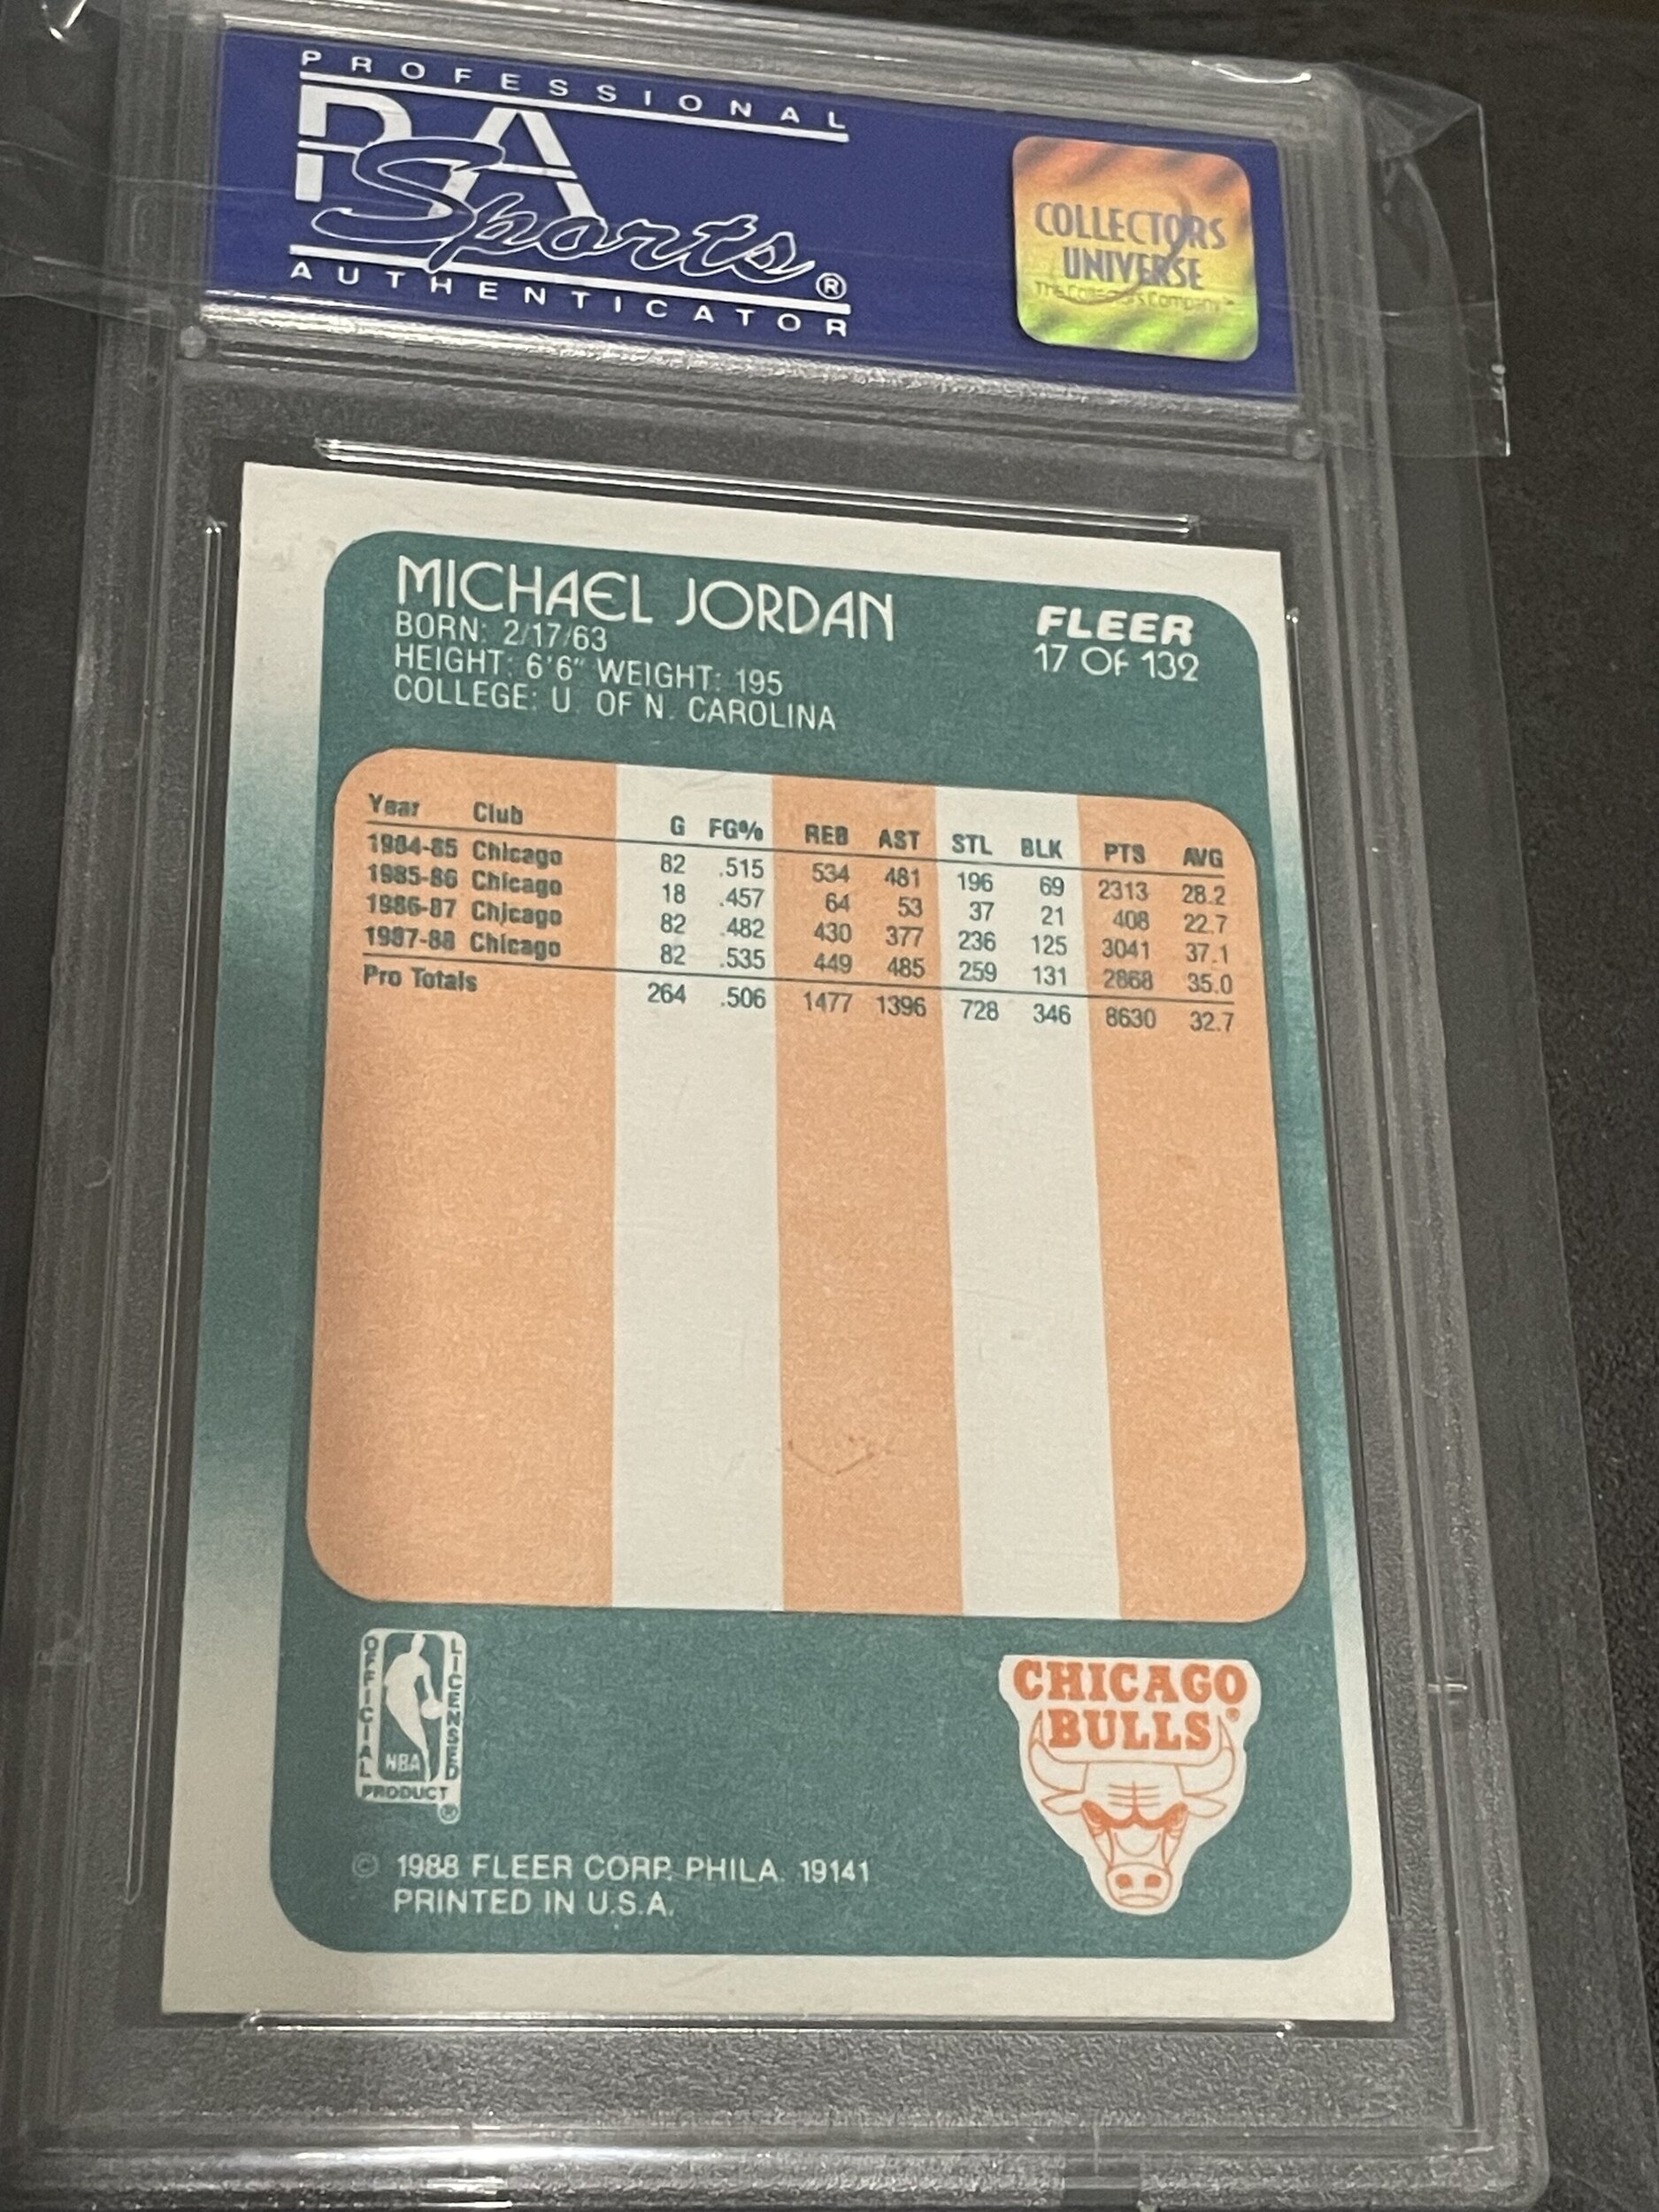 PROFESSIONAL
PSA
Sports®
AUTHENTICATOR
COLLECTORS
UNIVERSE
The Collectors Company™
MICHAEL JORDAN
BORN: 2/17/63
HEIGHT: 6'6" WEIGHT: 195
COLLEGE: U. OF N. CAROLINA
FLEER
17 OF 132
Year Club G FG% REB AST STL BLK PTS AVG
1984-85 Chicago 82 .515 534 481 196 69 2313 28.2
1985-86 Chicago 18 .457 64 53 37 21 408 22.7
1986-87 Chicago 82 .482 430 377 236 125 3041 37.1
1987-88 Chicago 82 .535 449 485 259 131 2868 35.0
Pro Totals 264 .506 1477 1396 728 346 8630 32.7
OFFICIAL
LICENSED
NBA
PRODUCT
®
CHICAGO
BULLS®
© 1988 FLEER CORP. PHILA. 19141
PRINTED IN U.S.A.